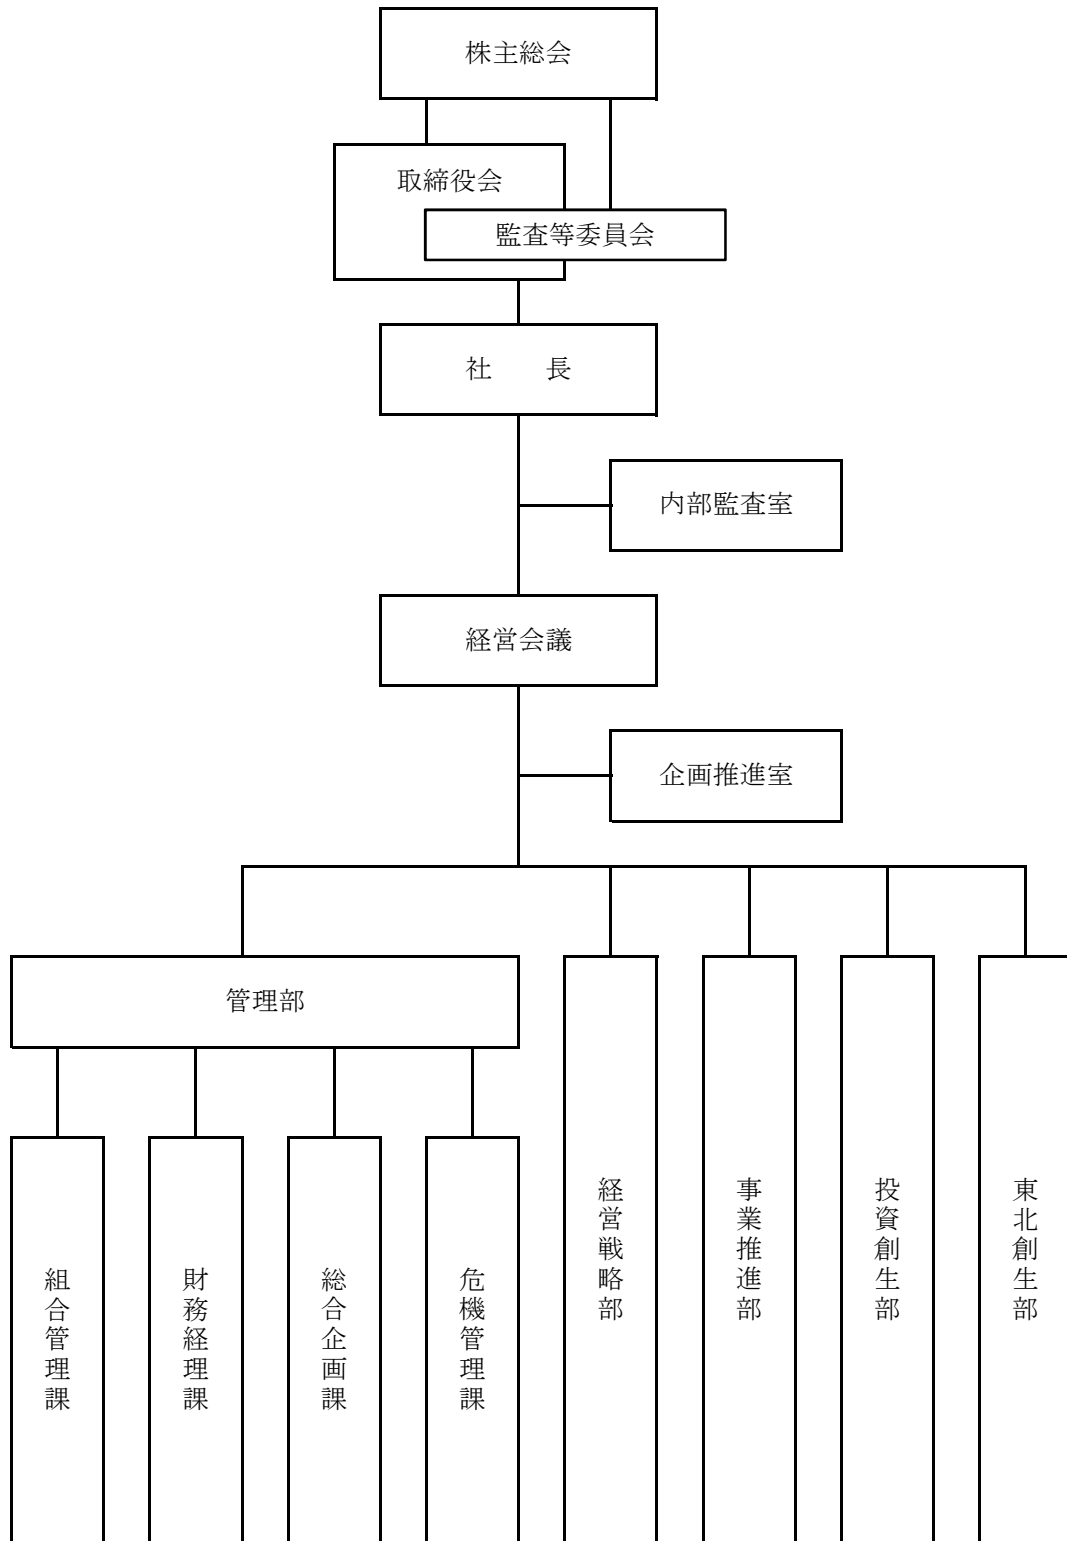 株主総会
取締役会
監査等委員会
社　　長
内部監査室
経営会議
企画推進室
管理部
組合管理課
財務経理課
総合企画課
危機管理課
経営戦略部
事業推進部
投資創生部
東北創生部